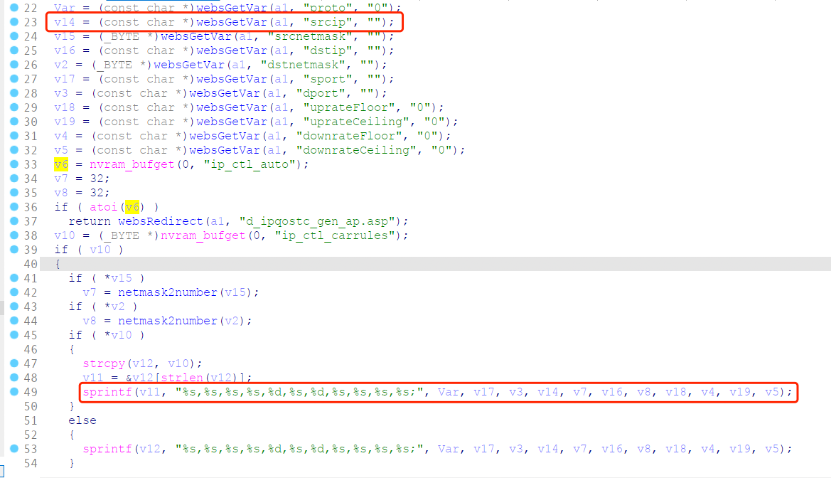 22 Var = (const char *)websGetVar(a1, "proto", "0");
23 v14 = (const char *)websGetVar(a1, "srcip", "");
24 v15 = (_BYTE *)websGetVar(a1, "srcnetmask", "");
25 v16 = (const char *)websGetVar(a1, "dstip", "");
26 v2 = (_BYTE *)websGetVar(a1, "dstnetmask", "");
27 v17 = (const char *)websGetVar(a1, "sport", "");
28 v3 = (const char *)websGetVar(a1, "dport", "");
29 v18 = (const char *)websGetVar(a1, "uprateFloor", "0");
30 v19 = (const char *)websGetVar(a1, "uprateCeiling", "0");
31 v4 = (const char *)websGetVar(a1, "downrateFloor", "0");
32 v5 = (const char *)websGetVar(a1, "downrateCeiling", "0");
33 v6 = nvram_bufget(0, "ip_ctl_auto");
34 v7 = 32;
35 v8 = 32;
36 if ( atoi(v6) )
37 return websRedirect(a1, "d_ipqostc_gen_ap.asp");
38 v10 = (_BYTE *)nvram_bufget(0, "ip_ctl_carrules");
39 if ( v10 )
40 {
41 if ( *v15 )
42 v7 = netmask2number(v15);
43 if ( *v2 )
44 v8 = netmask2number(v2);
45 if ( *v10 )
46 {
47 strcpy(v12, v10);
48 v11 = &v12[strlen(v12)];
49 sprintf(v11, "%s,%s,%s,%s,%d,%s,%d,%s,%s,%s,%s;", Var, v17, v3, v14, v7, v16, v8, v18, v4, v19, v5);
50 }
51 else
52 {
53 sprintf(v12, "%s,%s,%s,%s,%d,%s,%d,%s,%s,%s,%s;", Var, v17, v3, v14, v7, v16, v8, v18, v4, v19, v5);
54 }